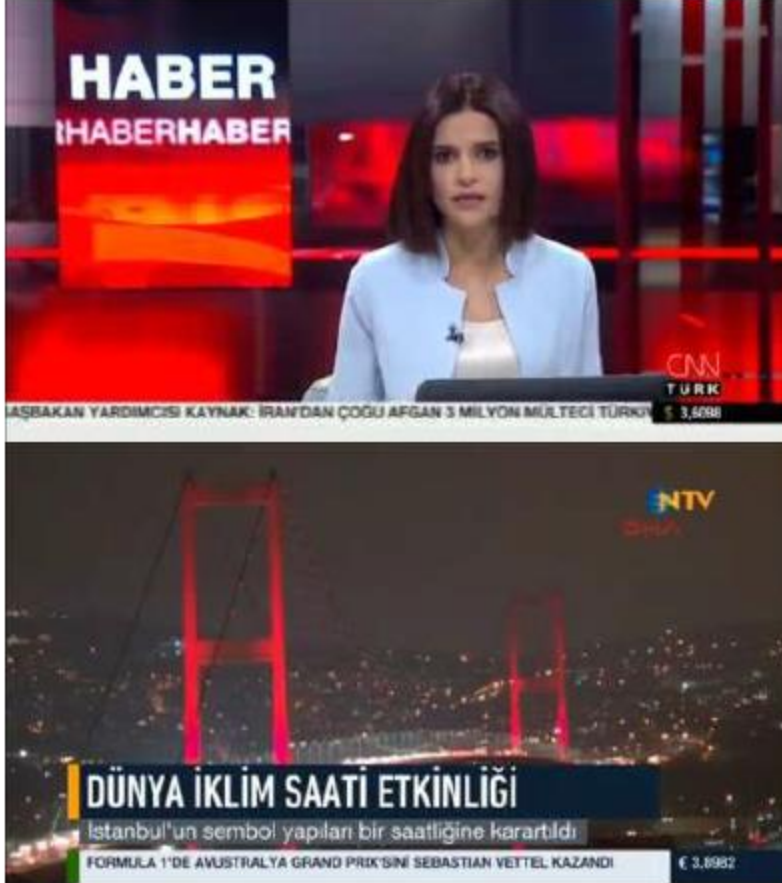 HABER
HABERHABER
CNN
TÜRK
BAŞBAKAN YARDIMCISI KAYNAK: İRAN'DAN ÇOĞU AFGAN 3 MİLYON MÜLTECİ TÜRKİY
$ 3,6098
NTV
DHA
DÜNYA İKLİM SAATİ ETKİNLİĞİ
İstanbul'un sembol yapıları bir saatliğine karartıldı
FORMULA 1'DE AVUSTRALYA GRAND PRIX'SİNİ SEBASTIAN VETTEL KAZANDI
€ 3,8982